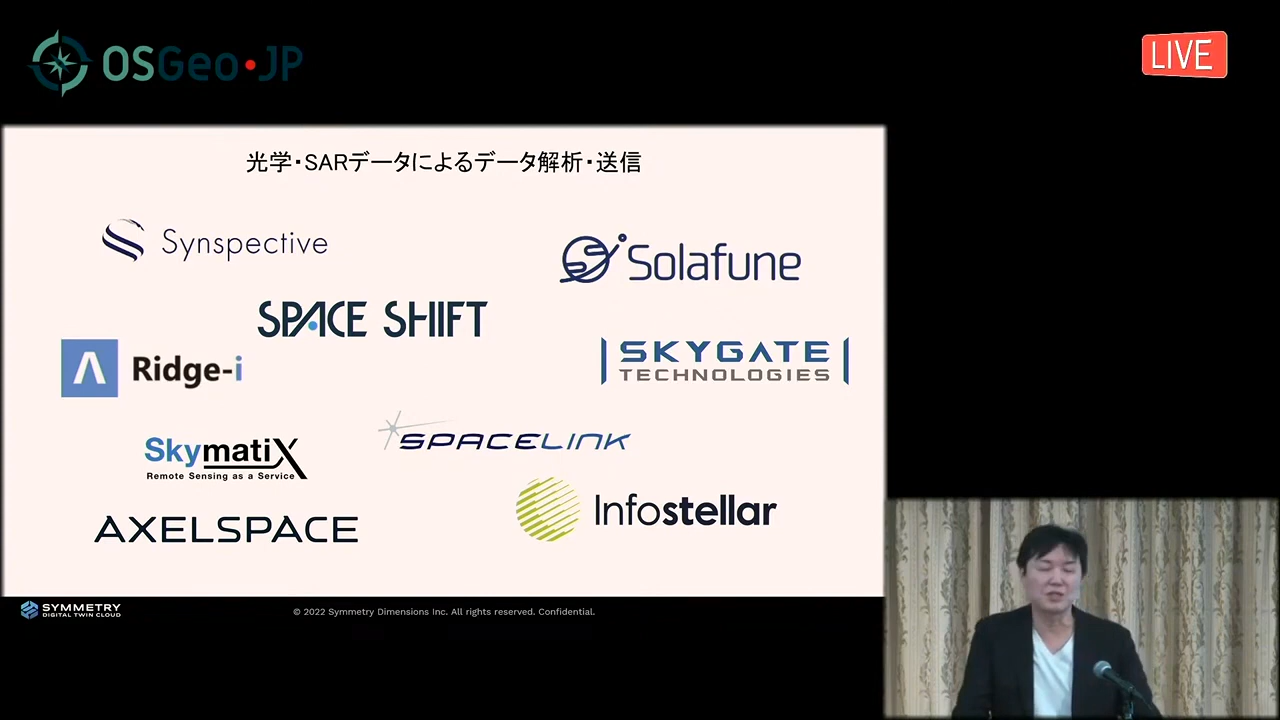 OSGeo・JP
LIVE
光学・SARデータによるデータ解析・送信
Synspective
Solafune
SPACE SHIFT
SKYGATE
TECHNOLOGIES
Ridge-i
SPACELINK
SkymatiX
Remote Sensing as a Service
Infostellar
AXELSPACE
SYMMETRY
DIGITAL TWIN CLOUD
© 2022 Symmetry Dimensions Inc. All rights reserved. Confidential.